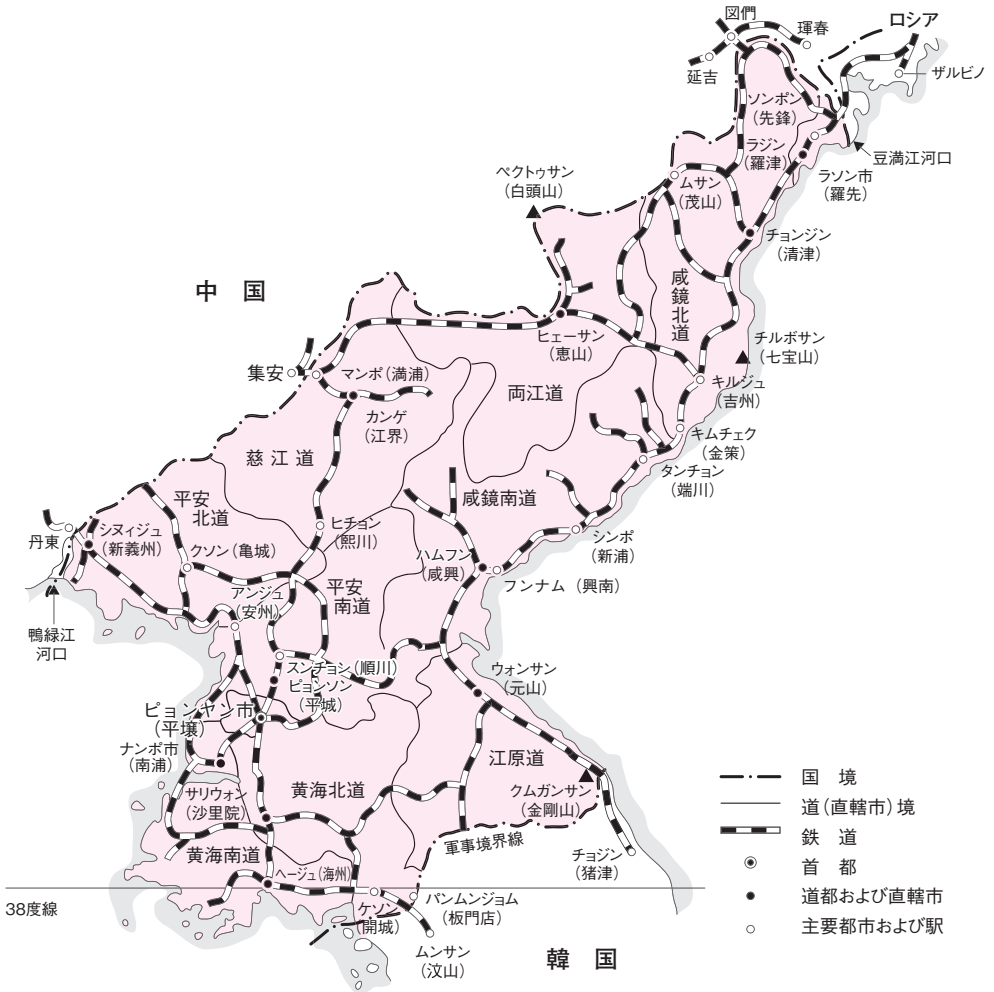 図們
琿春
ロシア
延吉
ザルビノ
ソンボン
(先鋒)
豆満江河口
ラジン
(羅津)
ラソン市
(羅先)
ペクトゥサン
(白頭山)
ムサン
(茂山)
チョンジン
(清津)
中 国
咸鏡北道
ヒェーサン
(恵山)
チルボサン
(七宝山)
集安
マンポ(満浦)
キルジュ
(吉州)
両江道
カンゲ
(江界)
キムチェク
(金策)
慈江道
タンチョン
(端川)
平安
北道
咸鏡南道
シヌィジュ
(新義州)
ヒチョン
(熙川)
シンポ
(新浦)
丹東
クソン(亀城)
ハムフン
(咸興)
フンナム(興南)
アンジュ
(安州)
平安
南道
鴨緑江
河口
スンチョン(順川)
ピョンソン
(平城)
ウォンサン
(元山)
ピョンヤン市
(平壌)
ナンポ市
(南浦)
江原道
サリウォン
(沙里院)
黄海北道
クムガンサン
(金剛山)
軍事境界線
黄海南道
チョジン
(猪津)
ヘージュ(海州)
38度線
ケソン
(開城)
パンムンジョム
(板門店)
ムンサン
(汶山)
韓 国
国 境
道(直轄市)境
鉄 道
首 都
道都および直轄市
主要都市および駅